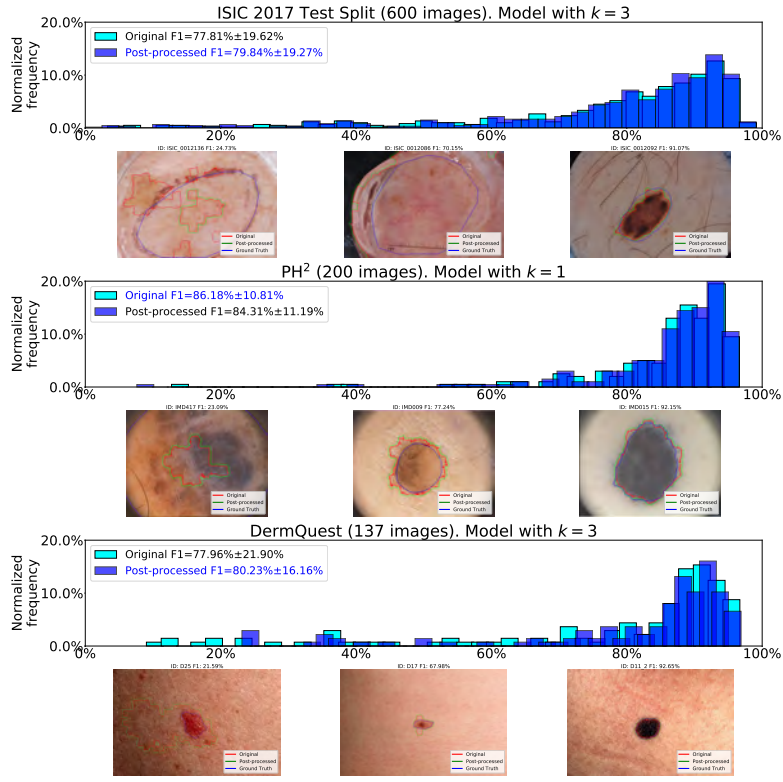 ISIC 2017 Test Split (600 images). Model with k = 3
Normalized
frequency
20.0%
10.0%
0.0%
Original F1=77.81%±19.62%
Post-processed F1=79.84%±19.27%
0% 20% 40% 60% 80% 100%
ID: ISIC_0012136 F1: 24.73% ID: ISIC_0012086 F1: 70.15% ID: ISIC_0012092 F1: 91.07%
Original Original Original
Post-processed Post-processed Post-processed
Ground Truth Ground Truth Ground Truth
PH² (200 images). Model with k = 1
Normalized
frequency
20.0%
10.0%
0.0%
Original F1=86.18%±10.81%
Post-processed F1=84.31%±11.19%
0% 20% 40% 60% 80% 100%
ID: IMD417 F1: 23.09% ID: IMD009 F1: 77.24% ID: IMD015 F1: 92.15%
Original Original Original
Post-processed Post-processed Post-processed
Ground Truth Ground Truth Ground Truth
DermQuest (137 images). Model with k = 3
Normalized
frequency
20.0%
10.0%
0.0%
Original F1=77.96%±21.90%
Post-processed F1=80.23%±16.16%
0% 20% 40% 60% 80% 100%
ID: D25 F1: 21.59% ID: D17 F1: 67.98% ID: D11_2 F1: 92.65%
Original Original Original
Post-processed Post-processed Post-processed
Ground Truth Ground Truth Ground Truth